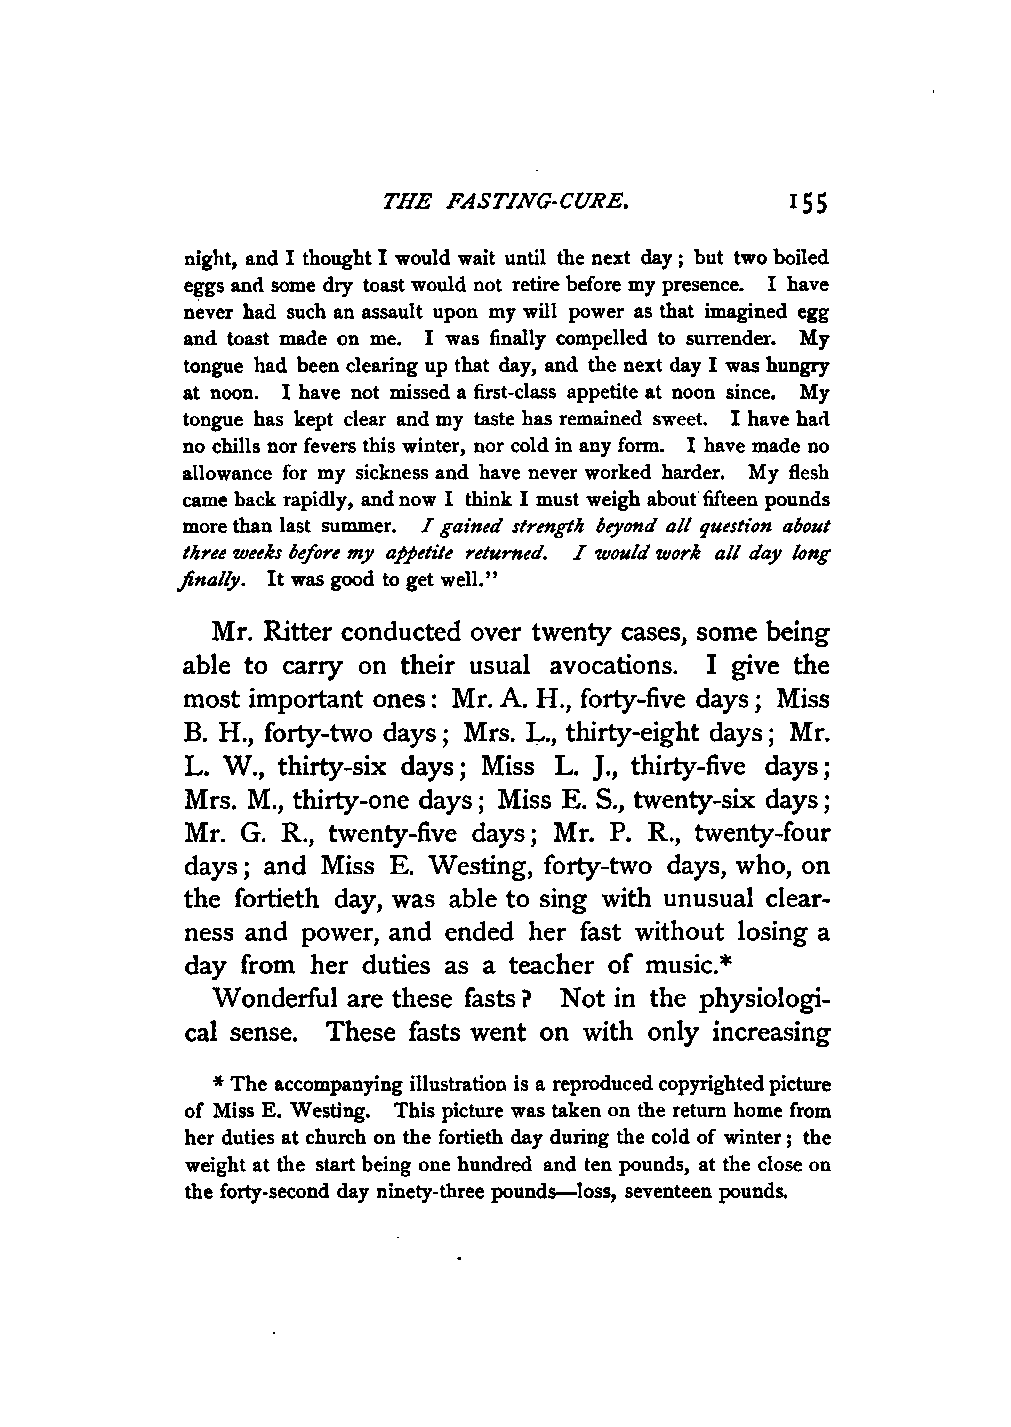 THE FASTING-CURE. 155
night, and I thought I would wait until the next day; but two boiled
eggs and some dry toast would not retire before my presence. I have
never had such an assault upon my will power as that imagined egg
and toast made on me. I was finally compelled to surrender. My
tongue had been clearing up that day, and the next day I was hungry
at noon. I have not missed a first-class appetite at noon since. My
tongue has kept clear and my taste has remained sweet. I have had
no chills nor fevers this winter, nor cold in any form. I have made no
allowance for my sickness and have never worked harder. My flesh
came back rapidly, and now I think I must weigh about fifteen pounds
more than last summer. I gained strength beyond all question about
three weeks before my appetite returned. I would work all day long
finally. It was good to get well."
Mr. Ritter conducted over twenty cases, some being
able to carry on their usual avocations. I give the
most important ones: Mr. A. H., forty-five days; Miss
B. H., forty-two days; Mrs. L., thirty-eight days; Mr.
L. W., thirty-six days; Miss L. J., thirty-five days;
Mrs. M., thirty-one days; Miss E. S., twenty-six days;
Mr. G. R., twenty-five days; Mr. P. R., twenty-four
days; and Miss E. Westing, forty-two days, who, on
the fortieth day, was able to sing with unusual clear-
ness and power, and ended her fast without losing a
day from her duties as a teacher of music.*
Wonderful are these fasts? Not in the physiologi-
cal sense. These fasts went on with only increasing
* The accompanying illustration is a reproduced copyrighted picture
of Miss E. Westing. This picture was taken on the return home from
her duties at church on the fortieth day during the cold of winter; the
weight at the start being one hundred and ten pounds, at the close on
the forty-second day ninety-three pounds—loss, seventeen pounds.